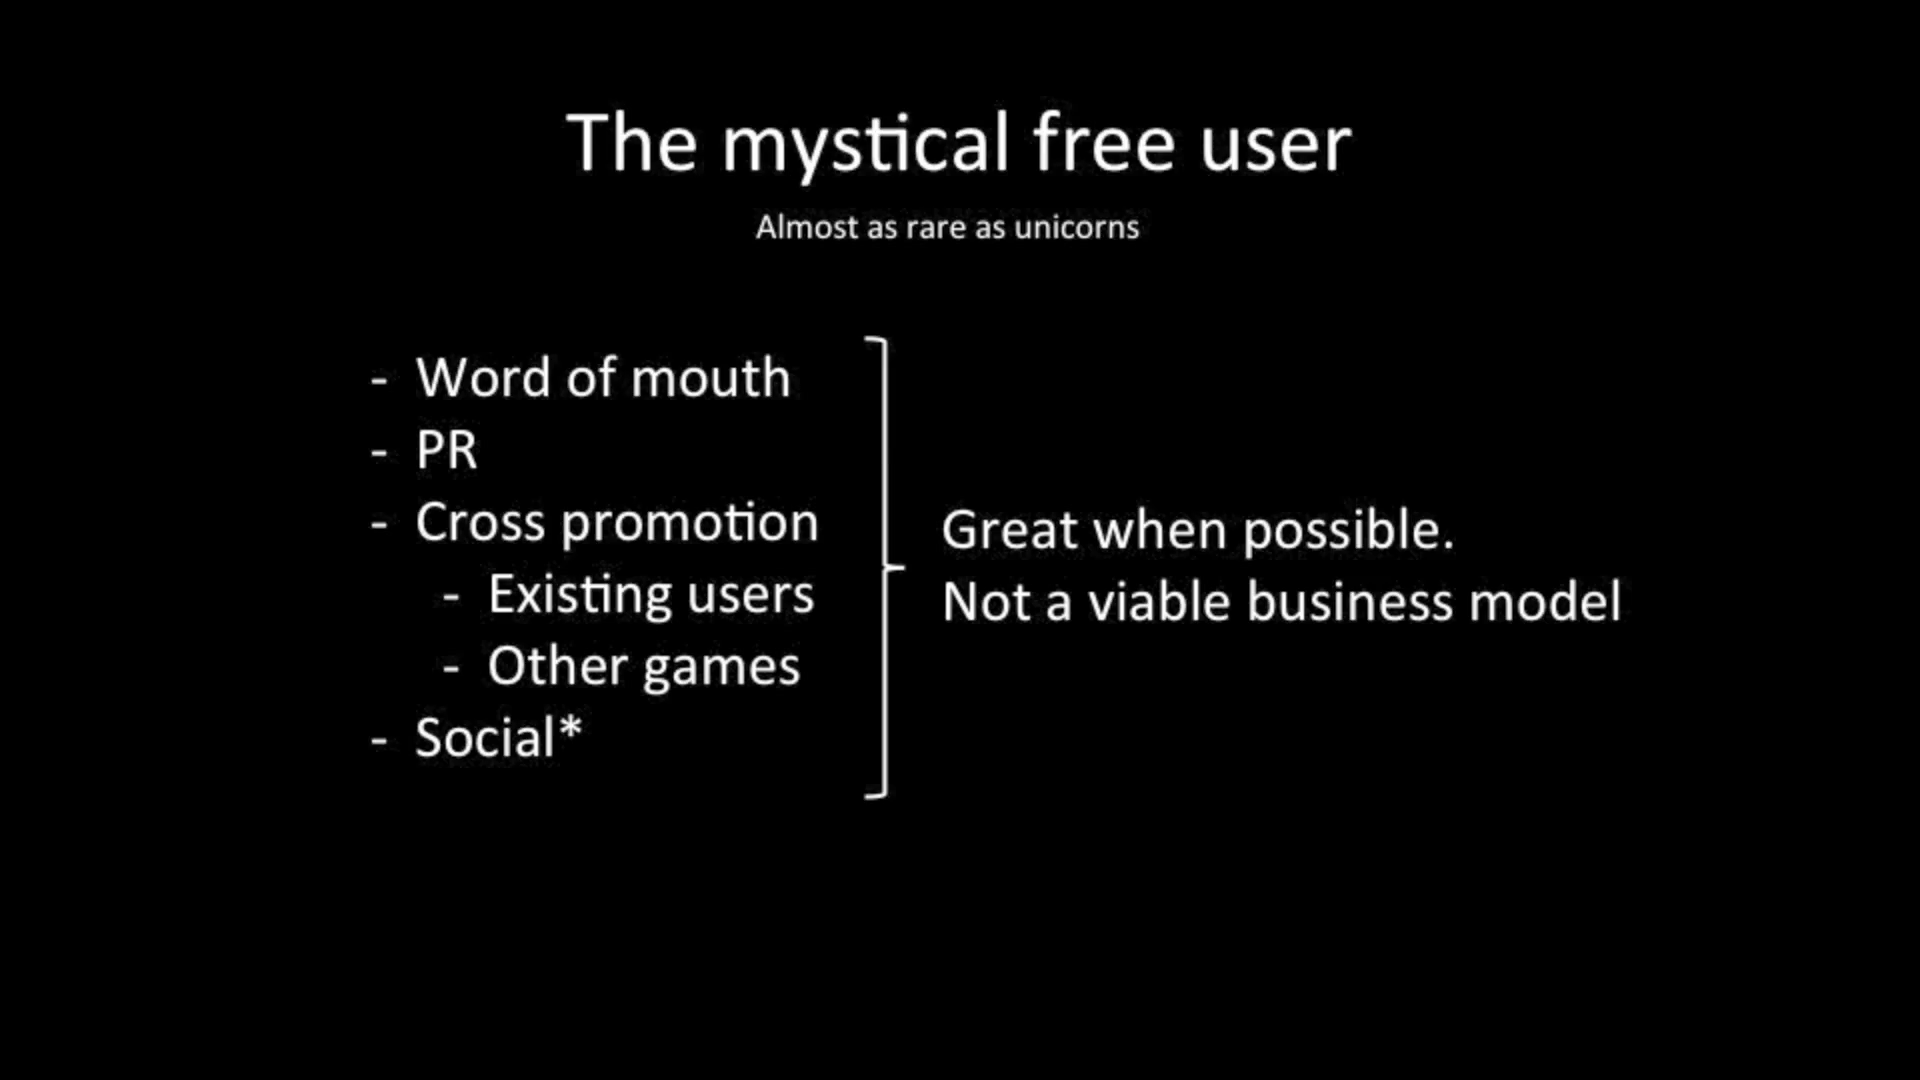 The mystical free user
Almost as rare as unicorns
- Word of mouth
- PR
- Cross promotion
- Existing users
- Other games
- Social*
Great when possible.
Not a viable business model